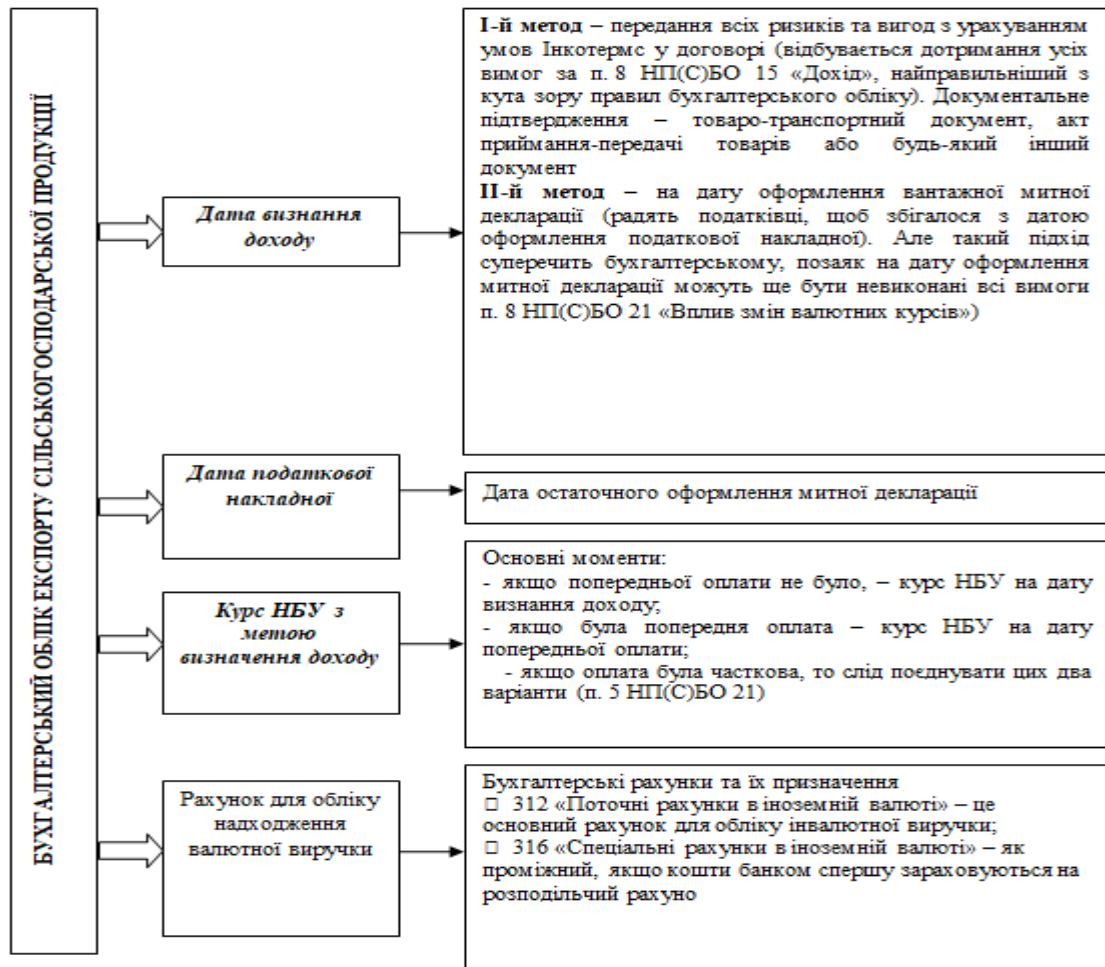 БУХГАЛТЕРСЬКИЙ ОБЛІК ЕКСПОРТУ СІЛЬСЬКОГОСПОДАРСЬКОЇ ПРОДУКЦІЇ
Дата визнання
доходу
І-й метод – передання всіх ризиків та вигод з урахуванням
умов Інкотермс у договорі (відбувається дотримання усіх
вимог за п. 8 НП(С)БО 15 «Дохід», найправильніший з
кута зору правил бухгалтерського обліку). Документальне
підтвердження – товаро-транспортний документ, акт
приймання-передачі товарів або будь-який інший
документ
ІІ-й метод – на дату оформлення вантажної митної
декларації (радять податківці, щоб збігалося з датою
оформлення податкової накладної). Але такий підхід
суперечить бухгалтерському, позаяк на дату оформлення
митної декларації можуть ще бути невиконані всі вимоги
п. 8 НП(С)БО 21 «Вплив змін валютних курсів»)
Дата податкової
накладної
Дата остаточного оформлення митної декларації
Курс НБУ з
метою
визначення доходу
Основні моменти:
- якщо попередньої оплати не було, – курс НБУ на дату
визнання доходу;
- якщо була попередня оплата – курс НБУ на дату
попередньої оплати;
- якщо оплата була часткова, то слід поєднувати цих два
варіанти (п. 5 НП(С)БО 21)
Рахунок для обліку
надходження
валютної виручки
Бухгалтерські рахунки та їх призначення
□ 312 «Поточні рахунки в іноземній валюті» – це
основний рахунок для обліку інвалютної виручки;
□ 316 «Спеціальні рахунки в іноземній валюті» – як
проміжний, якщо кошти банком спершу зараховуються на
розподільчий рахуно